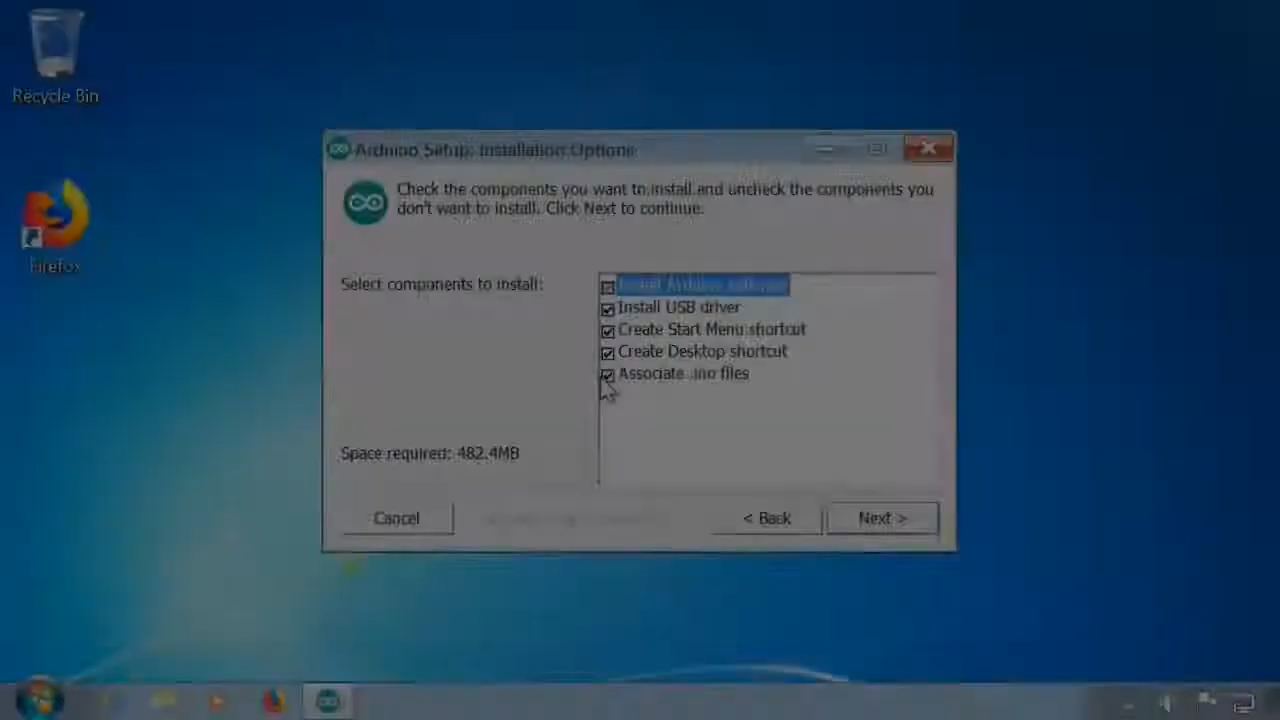 Recycle Bin
Firefox
Arduino Setup: Installation Options
Check the components you want to install and uncheck the components you
don't want to install. Click Next to continue.
Select components to install:
Install Arduino software
Install USB driver
Create Start Menu shortcut
Create Desktop shortcut
Associate .ino files
Space required: 482.4MB
Cancel
< Back
Next >